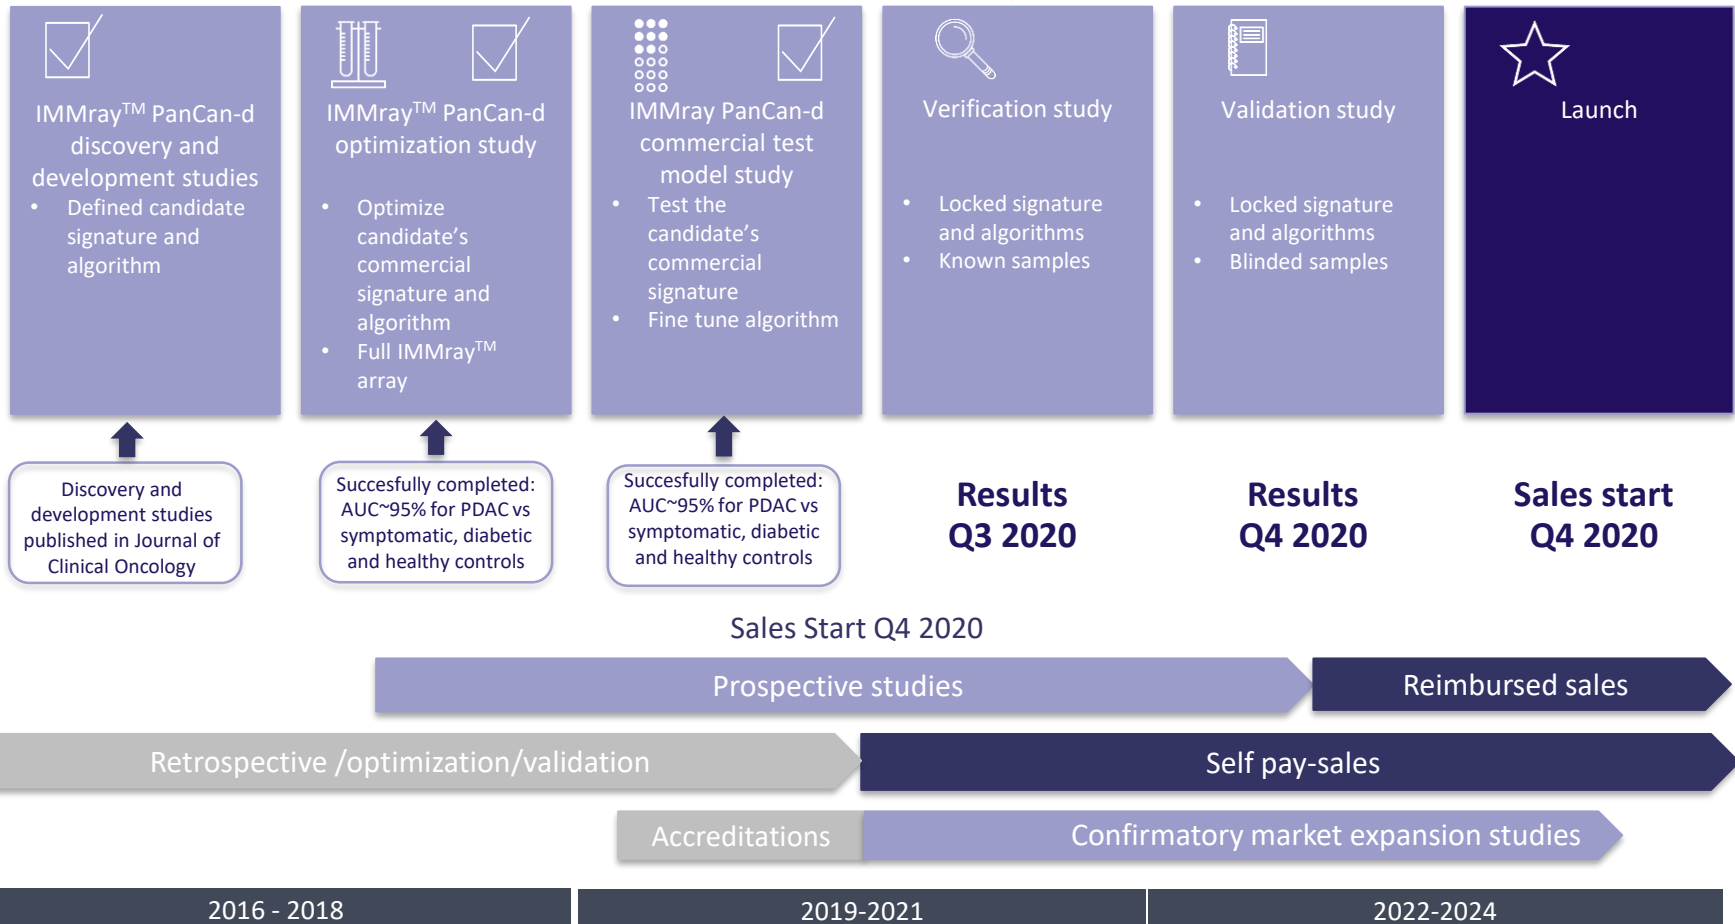 IMMray™ PanCan-d
discovery and
development studies
• Defined candidate
signature and
algorithm
IMMray™ PanCan-d
optimization study
• Optimize
candidate's
commercial
signature and
algorithm
• Full IMMray™
array
IMMray PanCan-d
commercial test
model study
• Test the
candidate's
commercial
signature
• Fine tune algorithm
Verification study
• Locked signature
and algorithms
• Known samples
Validation study
• Locked signature
and algorithms
• Blinded samples
Launch
Discovery and
development studies
published in Journal of
Clinical Oncology
Succesfully completed:
AUC~95% for PDAC vs
symptomatic, diabetic
and healthy controls
Succesfully completed:
AUC~95% for PDAC vs
symptomatic, diabetic
and healthy controls
Results
Q3 2020
Results
Q4 2020
Sales start
Q4 2020
Sales Start Q4 2020
Prospective studies
Reimbursed sales
Retrospective /optimization/validation
Self pay-sales
Accreditations
Confirmatory market expansion studies
2016 - 2018
2019-2021
2022-2024